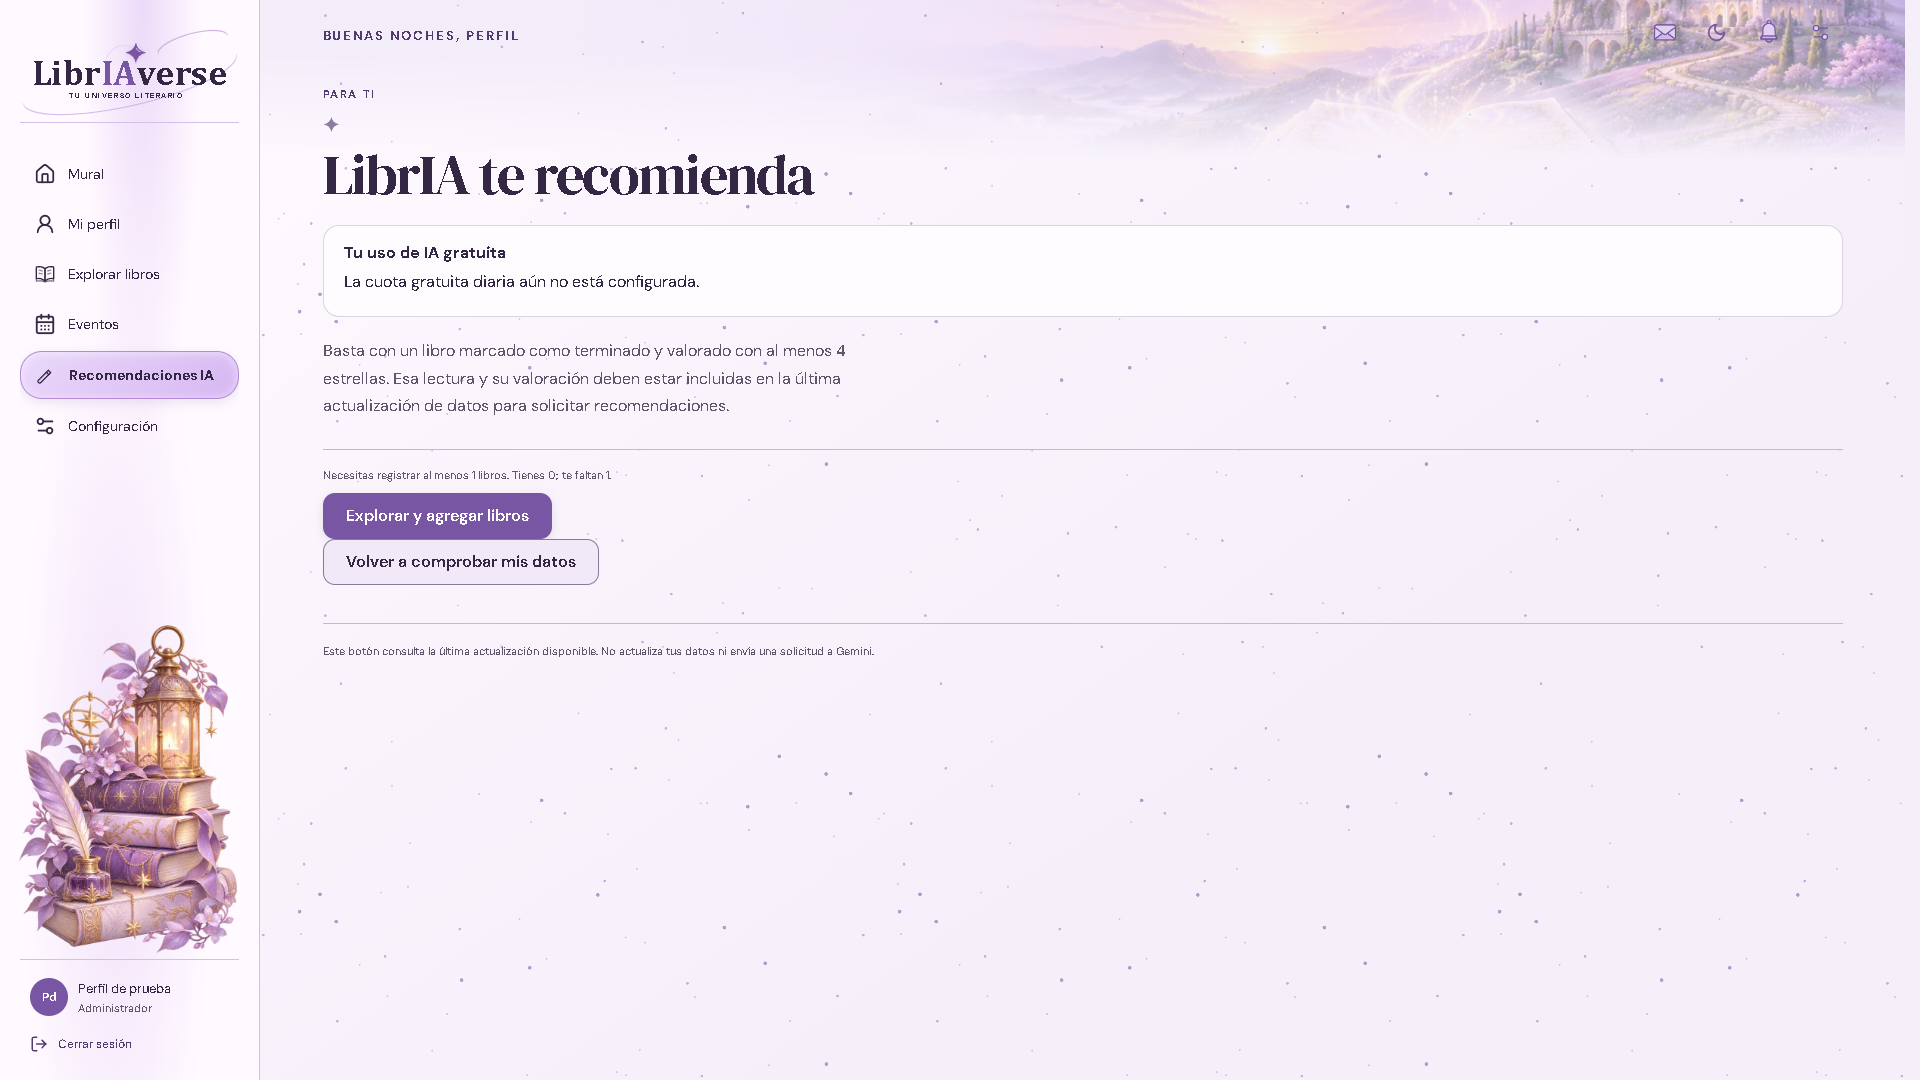 LibrIAverse
TU UNIVERSO LITERARIO
Mural
Mi perfil
Explorar libros
Eventos
Recomendaciones IA
Configuración
Pd
Perfil de prueba
Administrador
Cerrar sesión
BUENAS NOCHES, PERFIL
PARA TI
LibrIA te recomienda
Tu uso de IA gratuita
La cuota gratuita diaria aún no está configurada.
Basta con un libro marcado como terminado y valorado con al menos 4
estrellas. Esa lectura y su valoración deben estar incluidas en la última
actualización de datos para solicitar recomendaciones.
Necesitas registrar al menos 1 libros. Tienes 0; te faltan 1.
Explorar y agregar libros
Volver a comprobar mis datos
Este botón consulta la última actualización disponible. No actualiza tus datos ni envía una solicitud a Gemini.